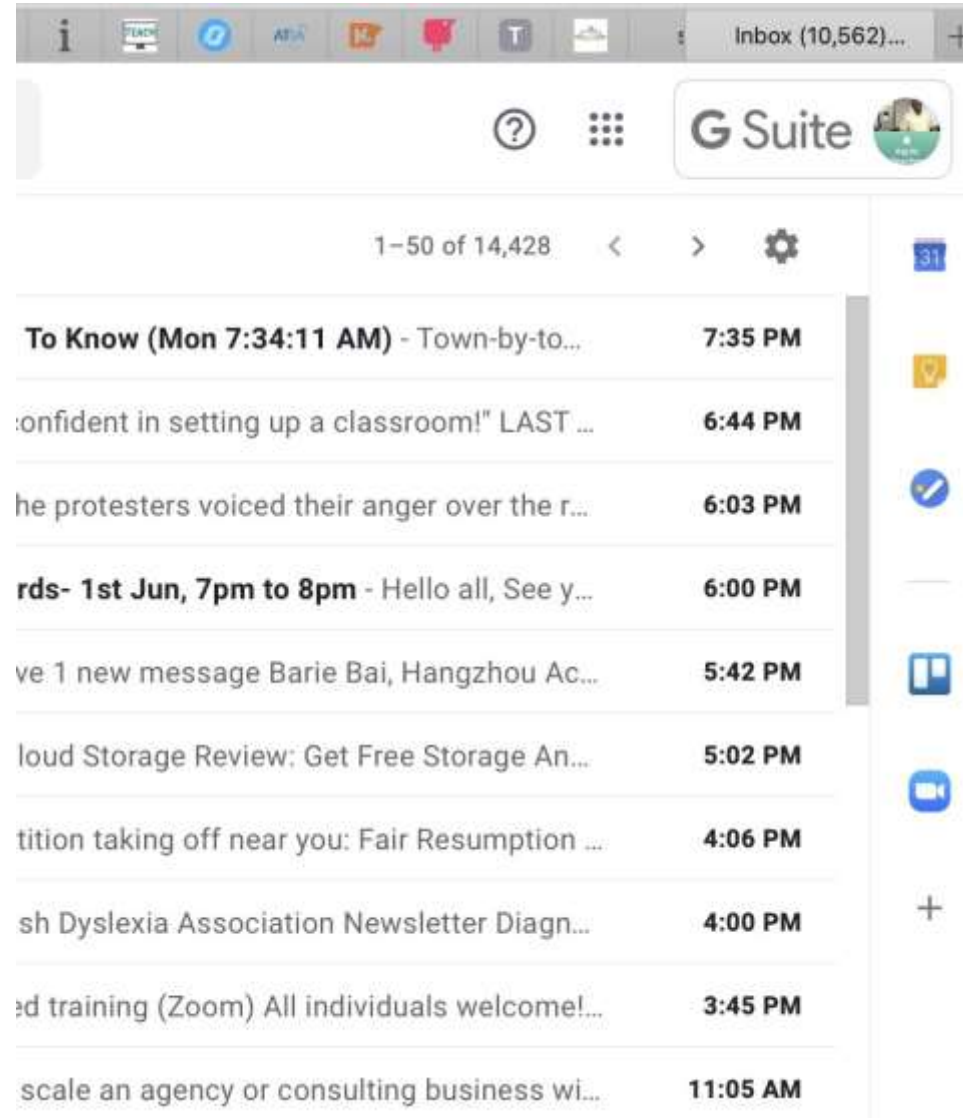 i TEACH T Inbox (10,562)... +
? G Suite
1–50 of 14,428 < >
31
To Know (Mon 7:34:11 AM) - Town-by-to... 7:35 PM
onfident in setting up a classroom!" LAST ... 6:44 PM
he protesters voiced their anger over the r... 6:03 PM
rds- 1st Jun, 7pm to 8pm - Hello all, See y... 6:00 PM
ve 1 new message Barie Bai, Hangzhou Ac... 5:42 PM
loud Storage Review: Get Free Storage An... 5:02 PM
tition taking off near you: Fair Resumption ... 4:06 PM
sh Dyslexia Association Newsletter Diagn... 4:00 PM
ed training (Zoom) All individuals welcome!... 3:45 PM
+
scale an agency or consulting business wi... 11:05 AM